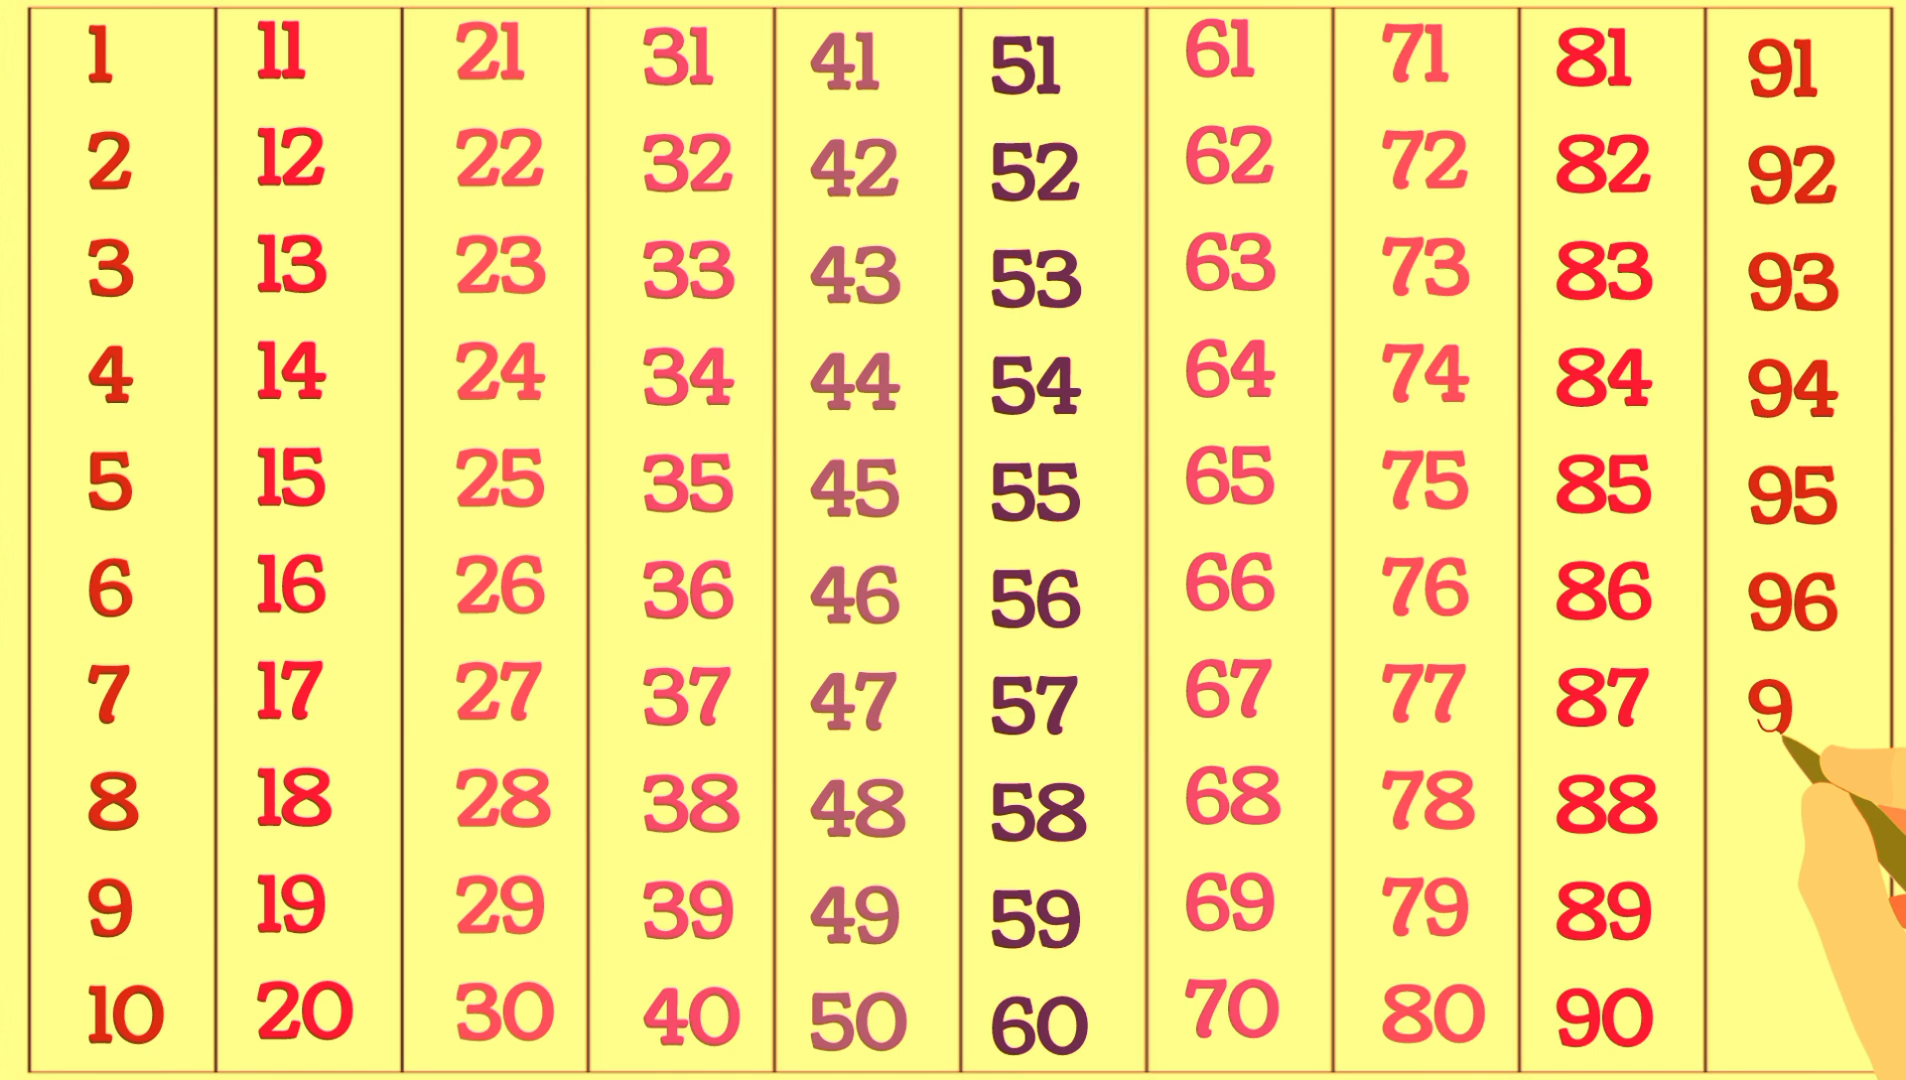 1 11 21 31 41 51 61 71 81 91
2 12 22 32 42 52 62 72 82 92
3 13 23 33 43 53 63 73 83 93
4 14 24 34 44 54 64 74 84 94
5 15 25 35 45 55 65 75 85 95
6 16 26 36 46 56 66 76 86 96
7 17 27 37 47 57 67 77 87 9
8 18 28 38 48 58 68 78 88
9 19 29 39 49 59 69 79 89
10 20 30 40 50 60 70 80 90